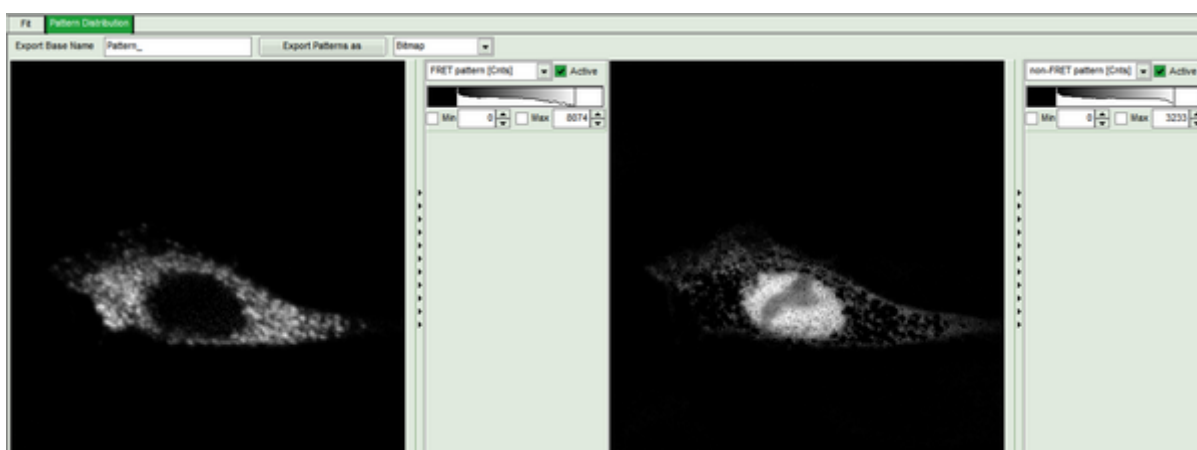 Fit Pattern Distribution
Export Base Name Pattern_ Export Patterns as Bitmap
FRET pattern [Cnts] Active non-FRET pattern [Cnts] Active
Min 0 Max 8074 Min 0 Max 3233